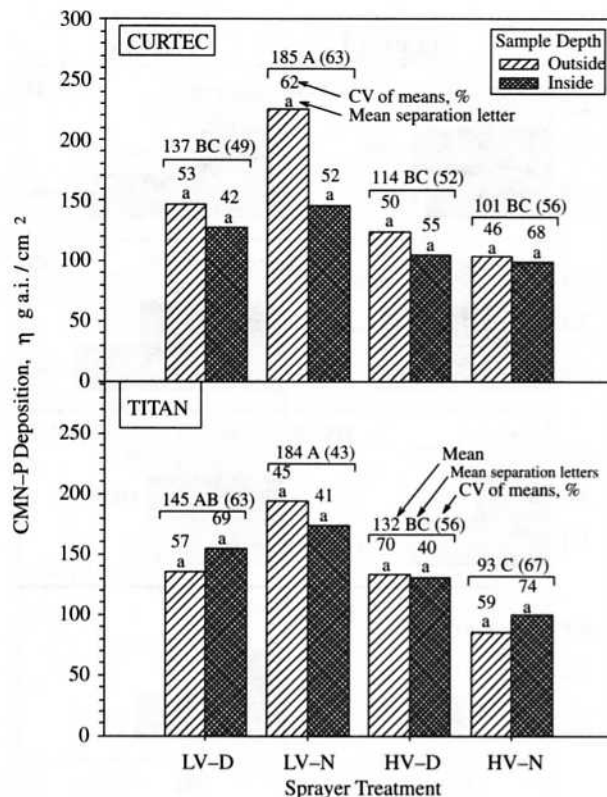 300
CURTEC
185 A (63)
Sample Depth
Outside
Inside
250
62
a
CV of means, %
Mean separation letter
200
137 BC (49)
53
a
42
a
52
a
114 BC (52)
50
a
55
a
101 BC (56)
46
a
68
a
150
100
50
0
CMN–P Deposition, η g a.i./cm 2
TITAN
250
184 A (43)
45
a
41
a
Mean
Mean separation letters
CV of means, %
200
145 AB (63)
57
a
69
a
132 BC (56)
70
a
40
a
93 C (67)
59
a
74
a
150
100
50
0
LV–D
LV–N
HV–D
HV–N
Sprayer Treatment